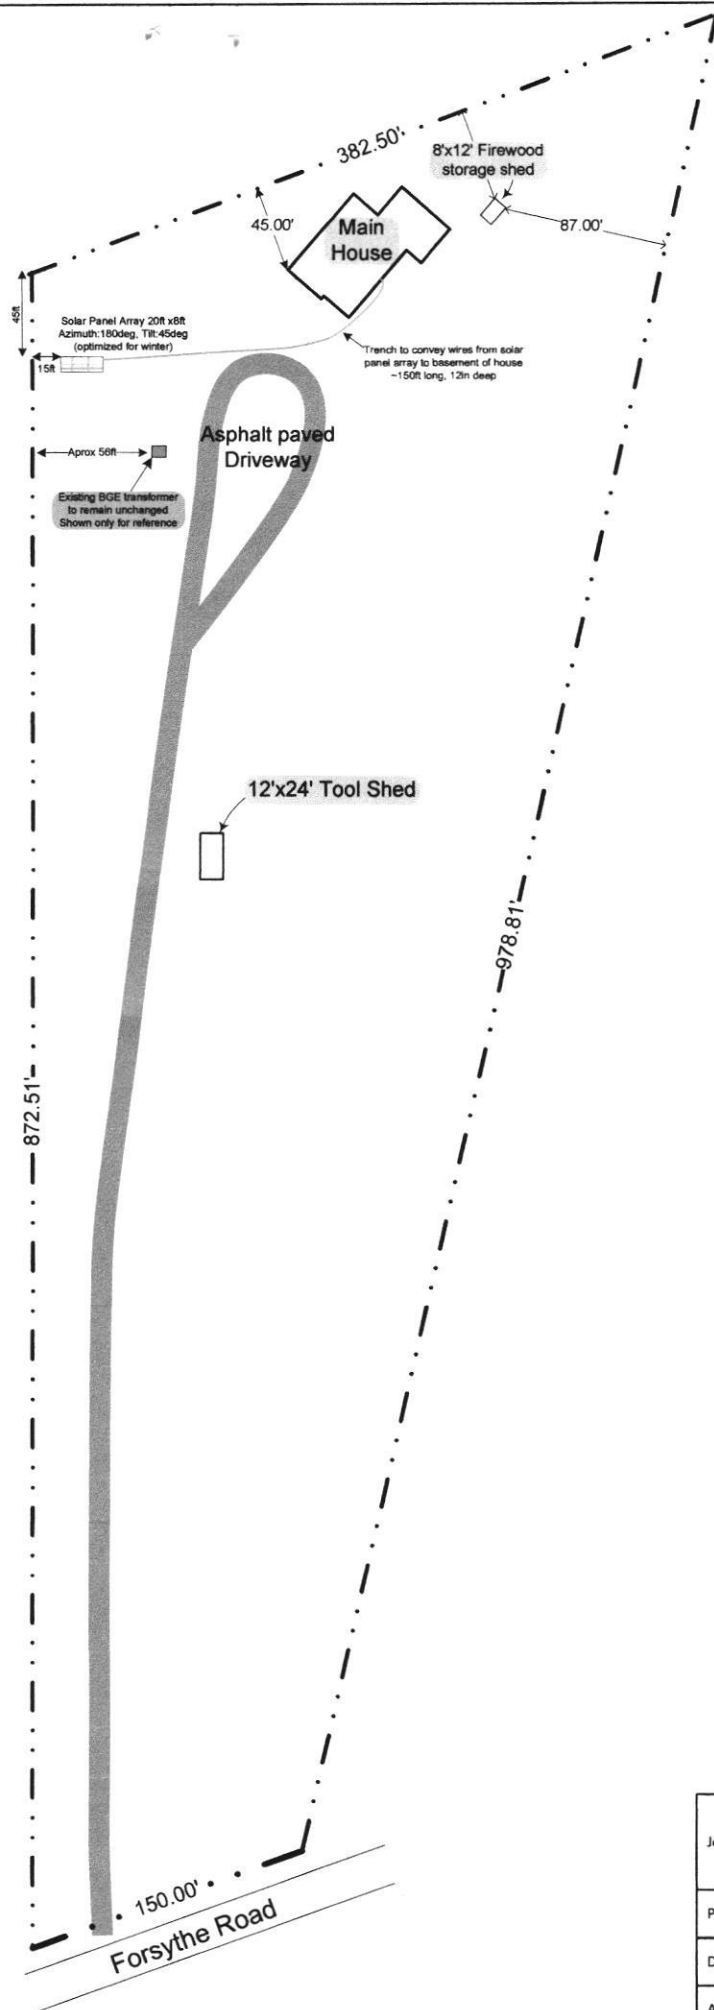 382.50'
8'x12' Firewood
storage shed
45.00'
Main
House
87.00'
45ft
Solar Panel Array 20ft x8ft
Azimuth:180deg, Tilt:45deg
(optimized for winter)
15ft
Trench to convey wires from solar
panel array to basement of house
~150ft long, 12in deep
Asphalt paved
Driveway
Aprox 56ft
Existing BGE transformer
to remain unchanged
Shown only for reference
12'x24' Tool Shed
978.81'
872.51'
150.00'
Forsythe Road